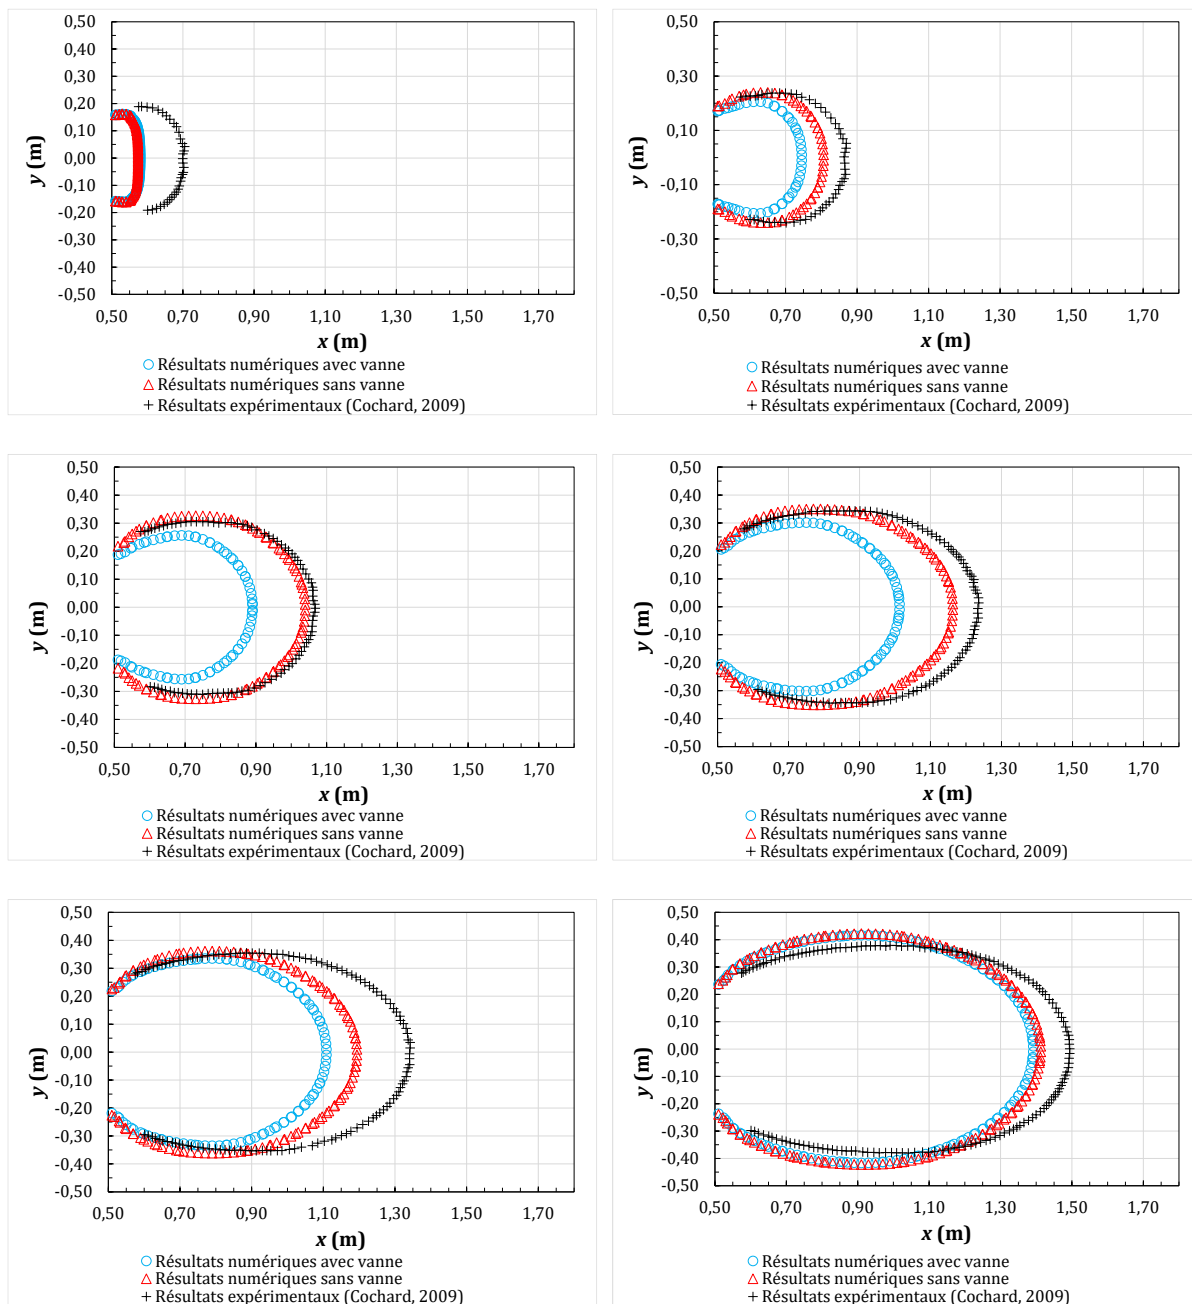 0,50
0,40
0,30
0,20
0,10
0,00
-0,10
-0,20
-0,30
-0,40
-0,50
y (m)
0,50 0,70 0,90 1,10 1,30 1,50 1,70
x (m)
Résultats numériques avec vanne
Résultats numériques sans vanne
Résultats expérimentaux (Cochard, 2009)
0,50
0,30
0,10
-0,10
-0,30
-0,50
y (m)
0,50 0,70 0,90 1,10 1,30 1,50 1,70
x (m)
Résultats numériques avec vanne
Résultats numériques sans vanne
Résultats expérimentaux (Cochard, 2009)
0,50
0,40
0,30
0,20
0,10
0,00
-0,10
-0,20
-0,30
-0,40
-0,50
y (m)
0,50 0,70 0,90 1,10 1,30 1,50 1,70
x (m)
Résultats numériques avec vanne
Résultats numériques sans vanne
Résultats expérimentaux (Cochard, 2009)
0,50
0,40
0,30
0,20
0,10
0,00
-0,10
-0,20
-0,30
-0,40
-0,50
y (m)
0,50 0,70 0,90 1,10 1,30 1,50 1,70
x (m)
Résultats numériques avec vanne
Résultats numériques sans vanne
Résultats expérimentaux (Cochard, 2009)
0,50
0,40
0,30
0,20
0,10
0,00
-0,10
-0,20
-0,30
-0,40
-0,50
y (m)
0,50 0,70 0,90 1,10 1,30 1,50 1,70
x (m)
Résultats numériques avec vanne
Résultats numériques sans vanne
Résultats expérimentaux (Cochard, 2009)
0,50
0,40
0,30
0,20
0,10
0,00
-0,10
-0,20
-0,30
-0,40
-0,50
y (m)
0,50 0,70 0,90 1,10 1,30 1,50 1,70
x (m)
Résultats numériques avec vanne
Résultats numériques sans vanne
Résultats expérimentaux (Cochard, 2009)